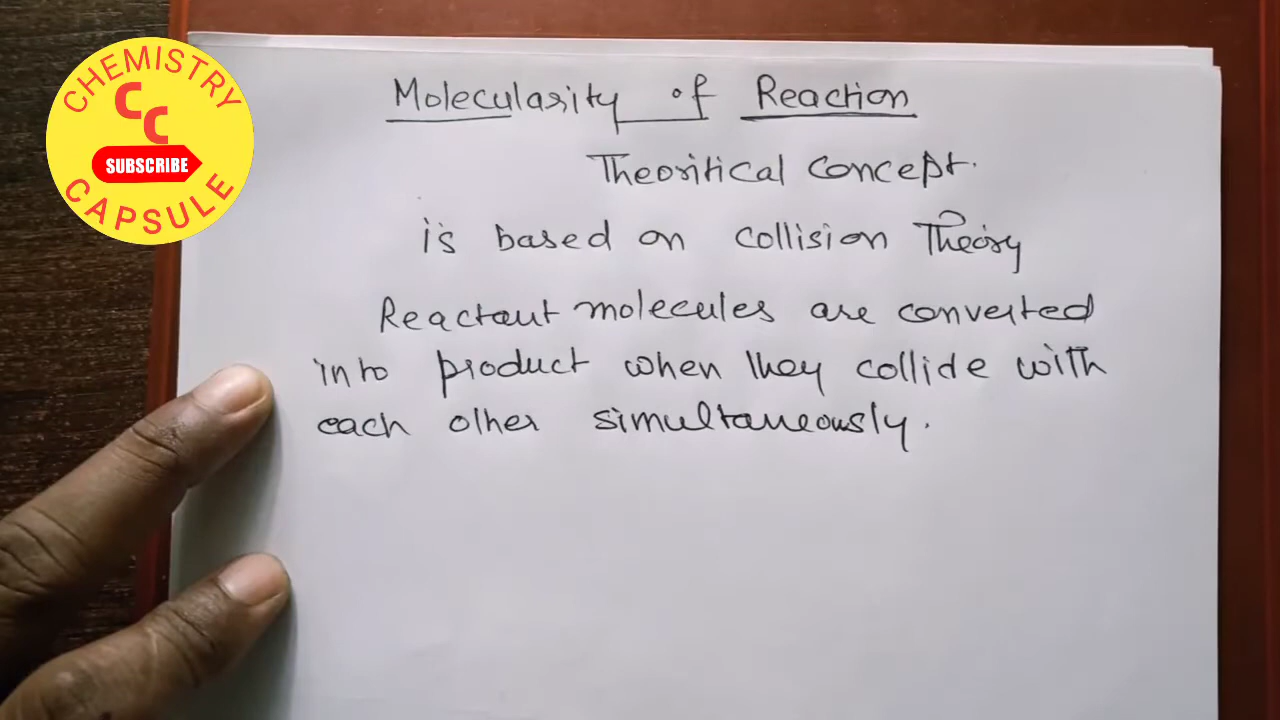 CHEMISTRY
CC
SUBSCRIBE
CAPSULE
Molecularity of Reaction
Theoritical concept.
is based on collision Theory
Reactant molecules are converted
into product when they collide with
each other simultaneously.